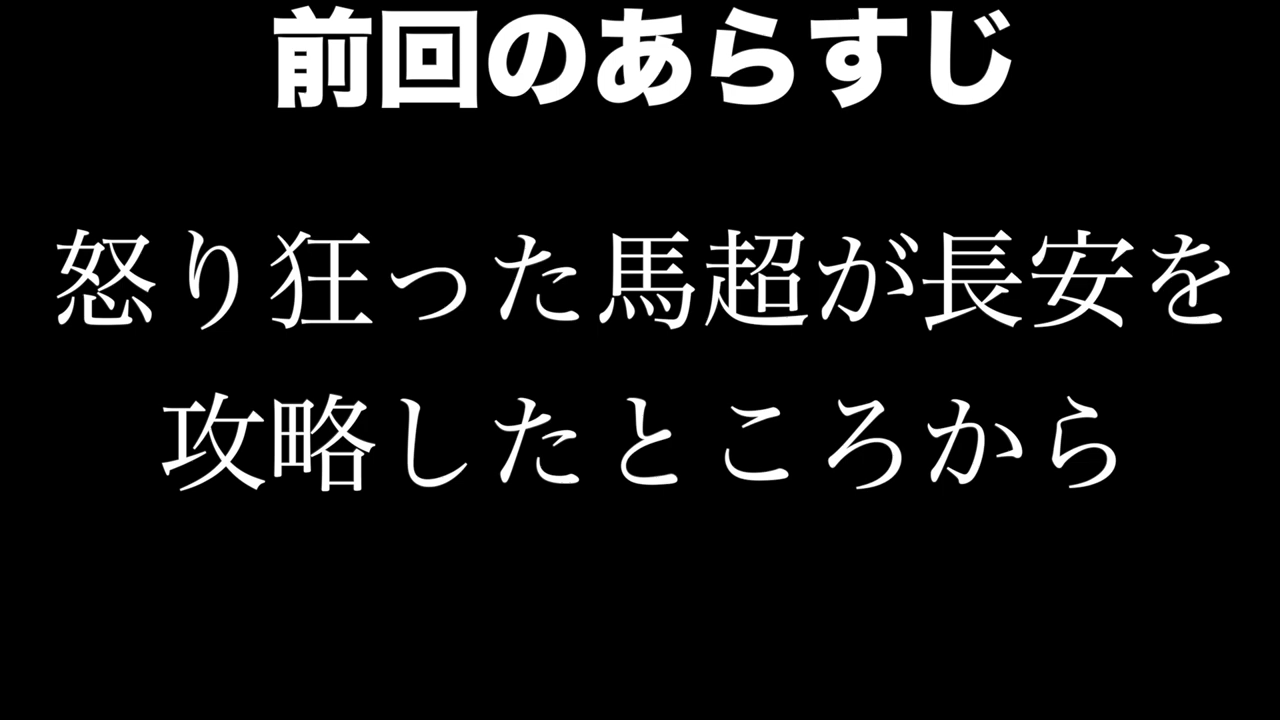 前回のあらすじ
怒り狂った馬超が長安を
攻略したところから